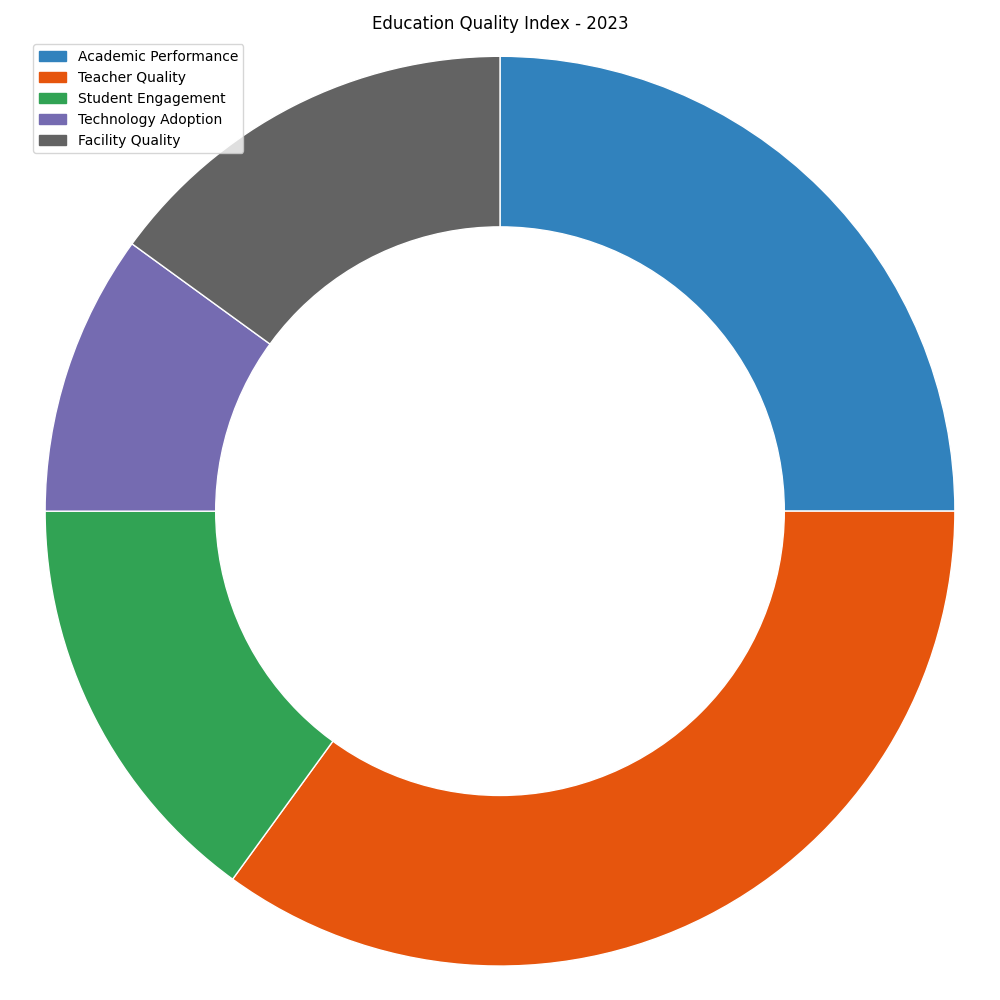 Education Quality Index - 2023
Academic Performance
Teacher Quality
Student Engagement
Technology Adoption
Facility Quality